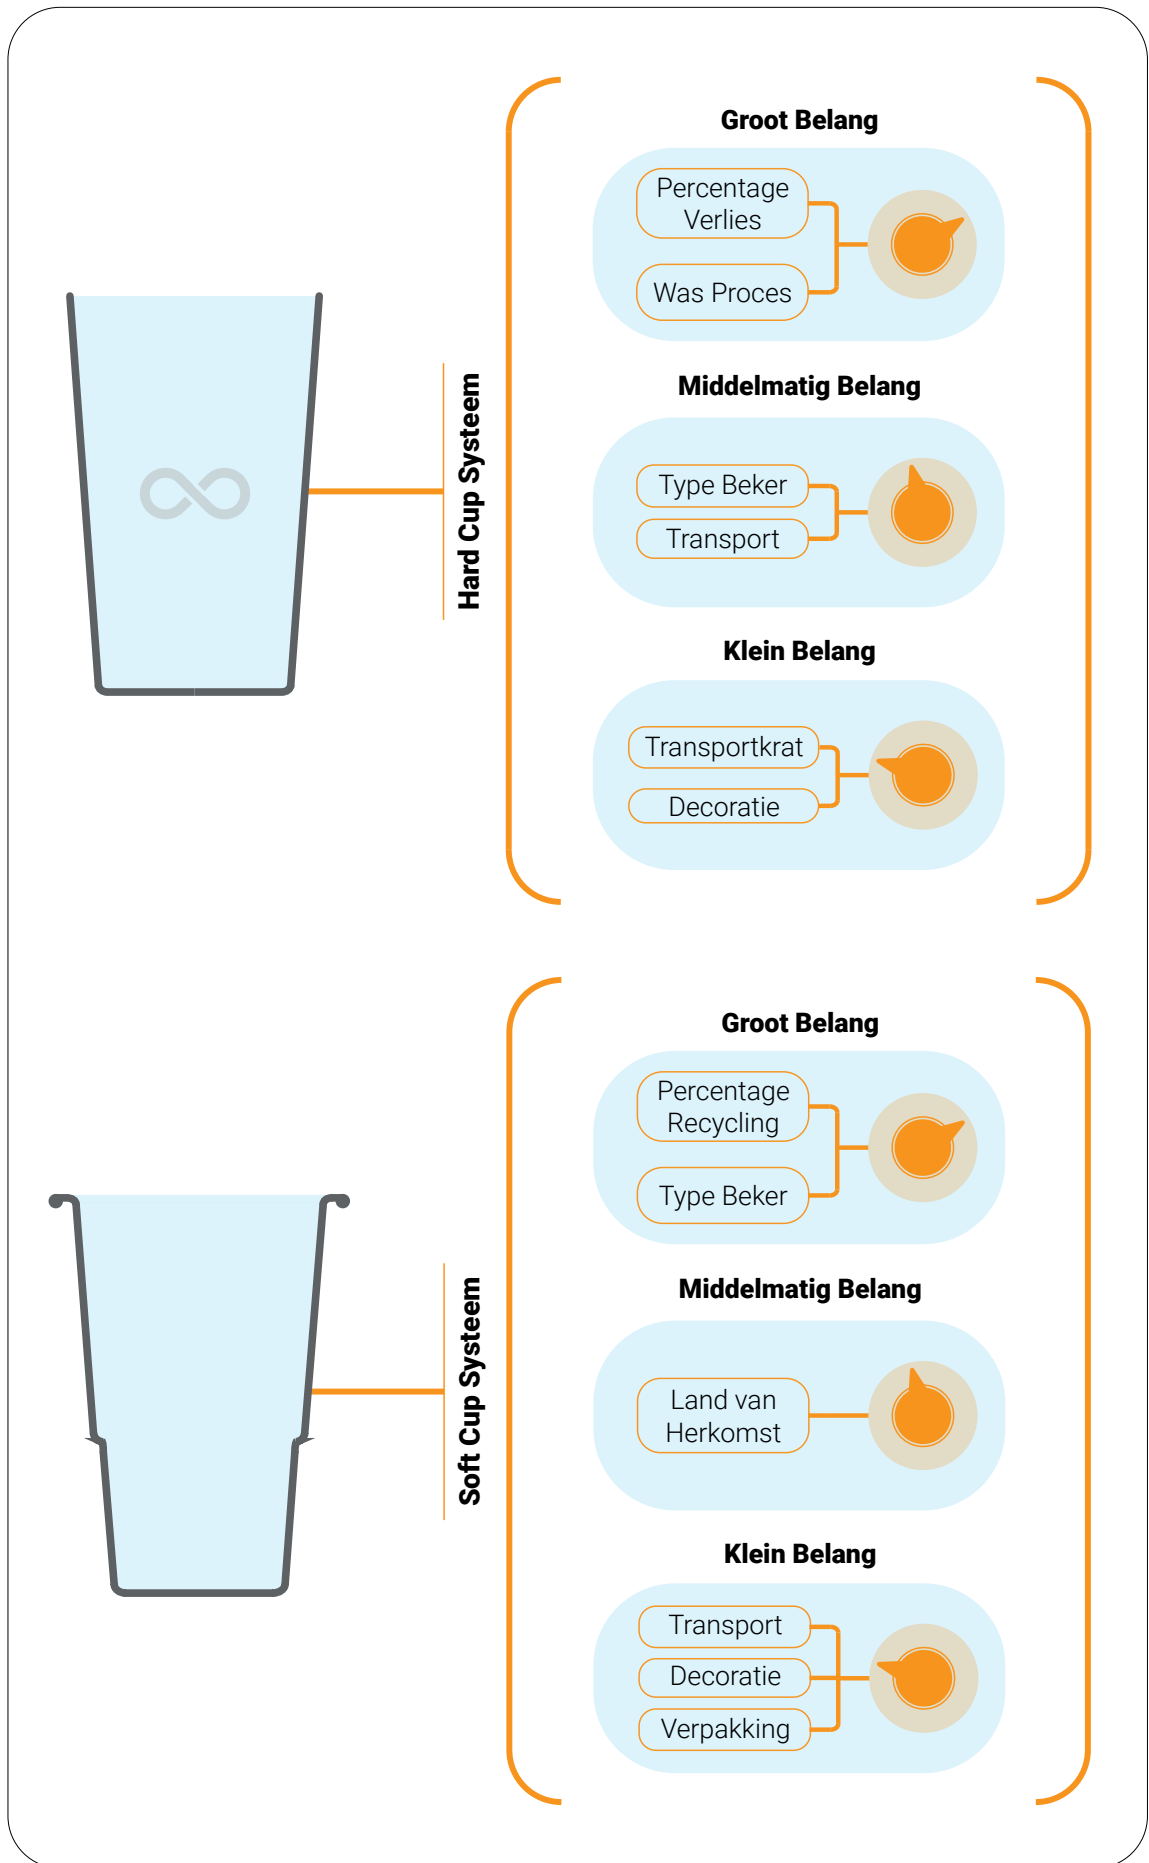 Hard Cup Systeem
Groot Belang
Percentage
Verlies
Was Proces
Middelmatig Belang
Type Beker
Transport
Klein Belang
Transportkrat
Decoratie
Soft Cup Systeem
Groot Belang
Percentage
Recycling
Type Beker
Middelmatig Belang
Land van
Herkomst
Klein Belang
Transport
Decoratie
Verpakking